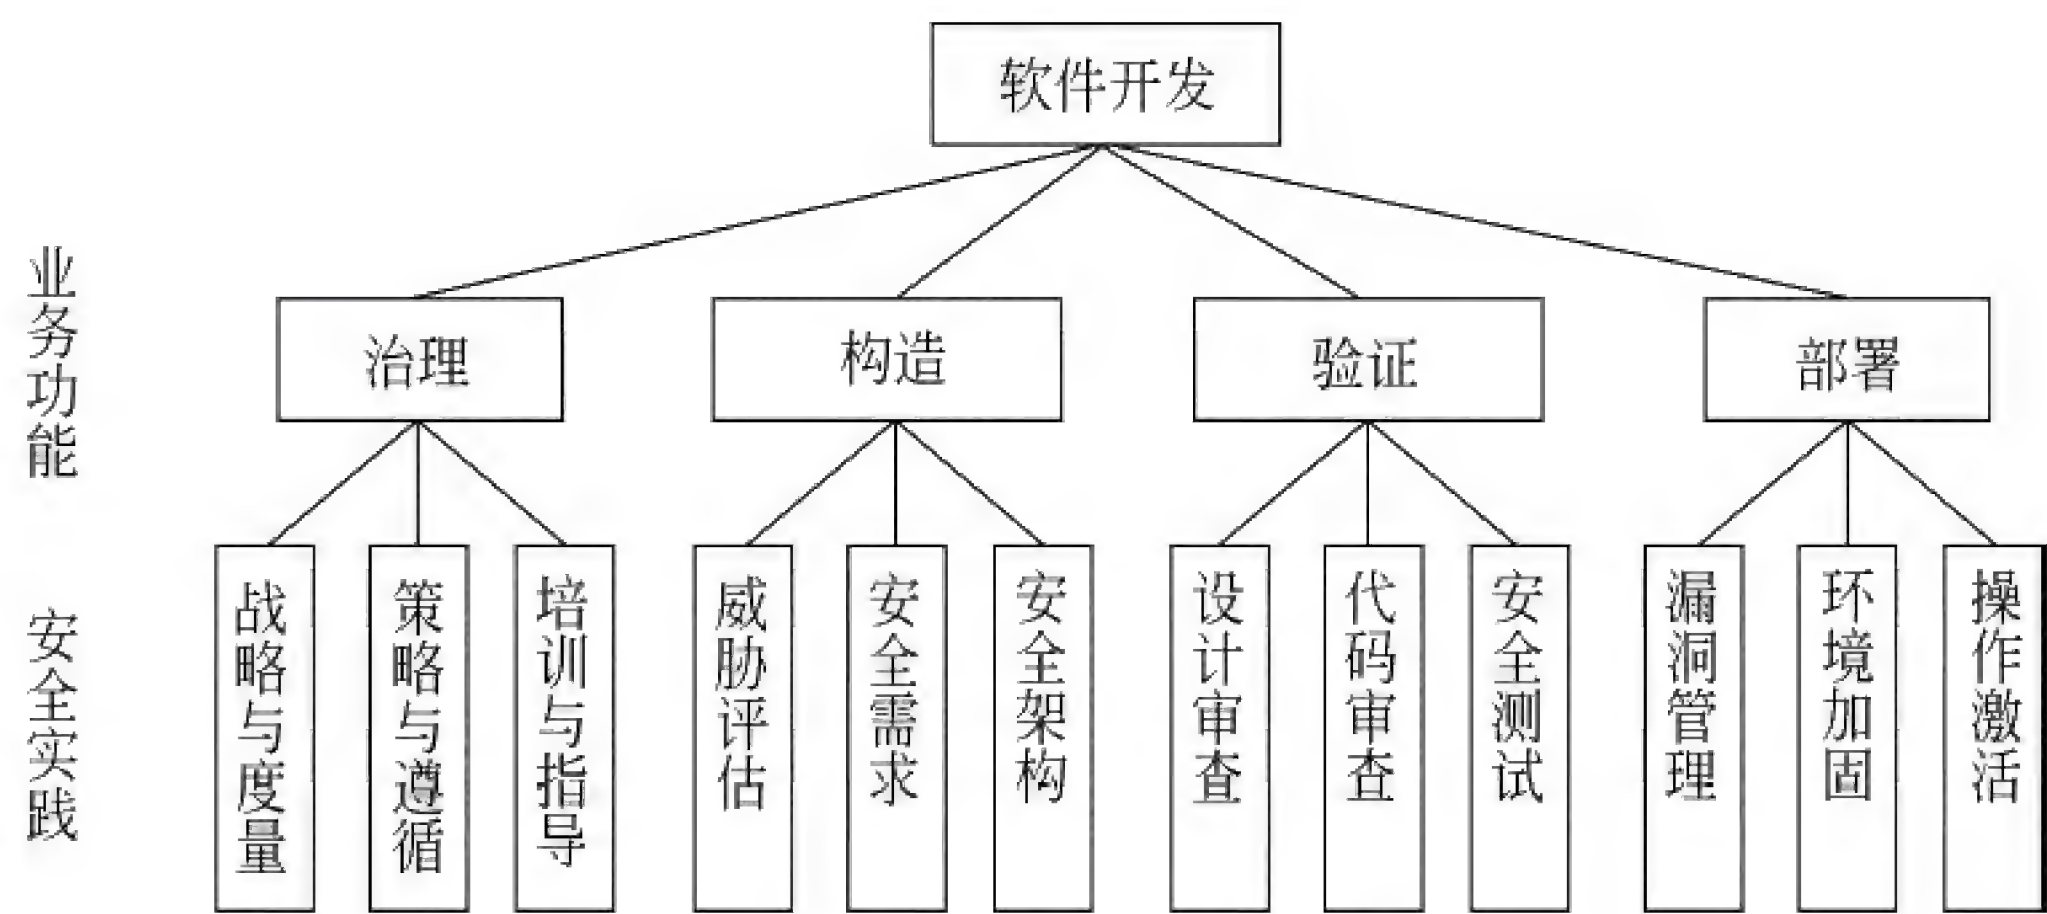 软件开发
业务功能
治理
构造
验证
部署
安全实践
战略与度量
策略与遵循
培训与指导
威胁评估
安全需求
安全架构
设计审查
代码审查
安全测试
漏洞管理
环境加固
操作激活